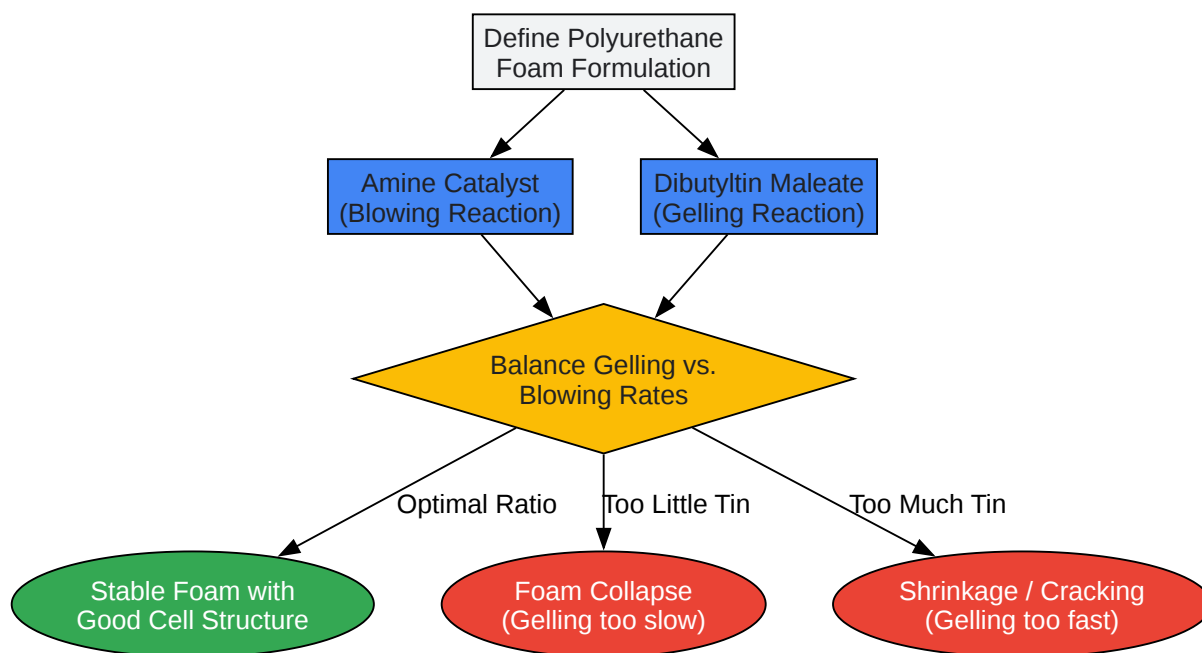 Define Polyurethane
Foam Formulation
Amine Catalyst
(Blowing Reaction)
Dibutyltin Maleate
(Gelling Reaction)
Balance Gelling vs.
Blowing Rates
Optimal Ratio
Too Little Tin
Too Much Tin
Stable Foam with
Good Cell Structure
Foam Collapse
(Gelling too slow)
Shrinkage / Cracking
(Gelling too fast)